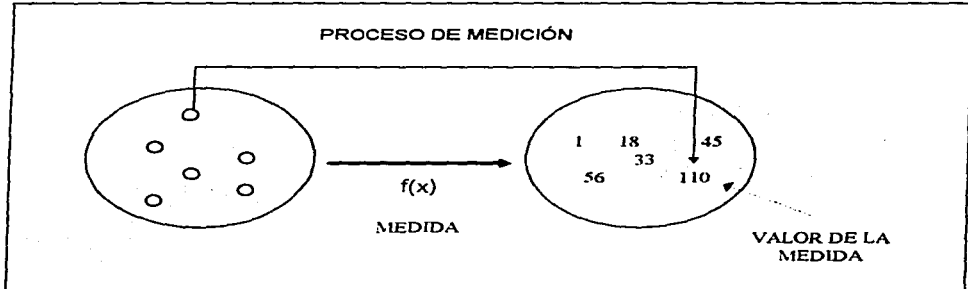 PROCESO DE MEDICIÓN
1 18 45
33
56 110
f(x)
MEDIDA
VALOR DE LA
MEDIDA